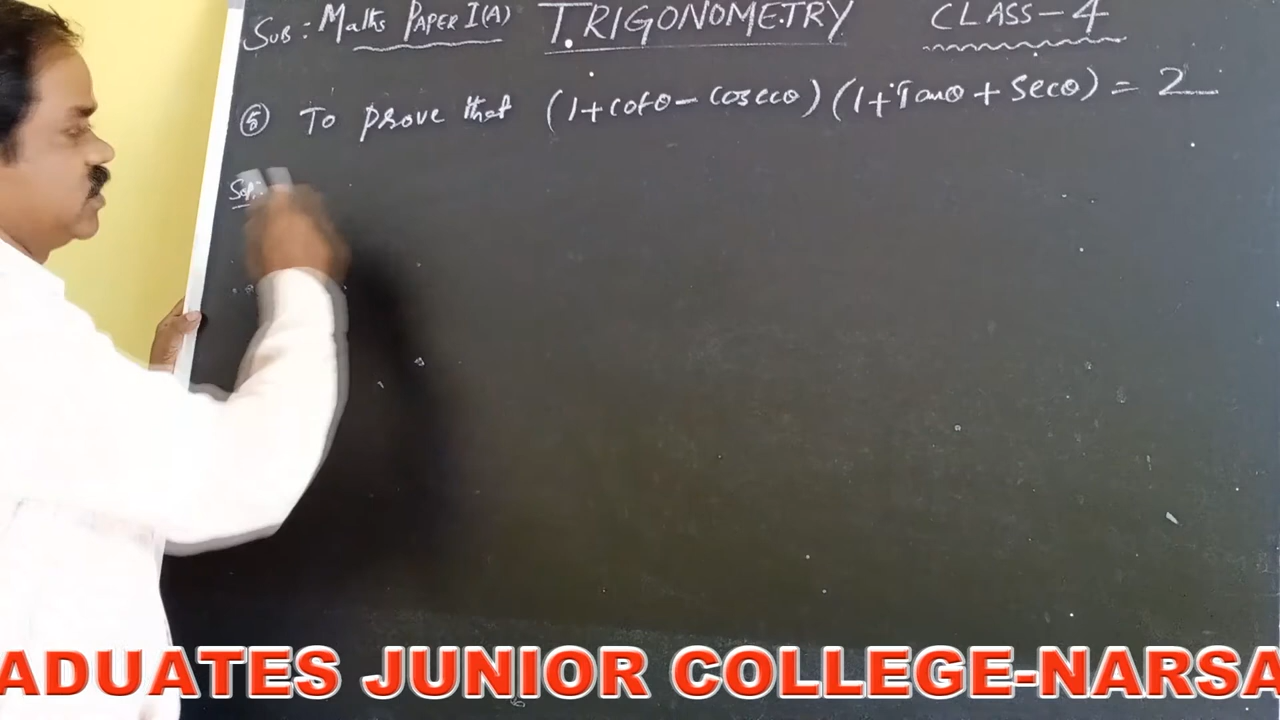 SUB: Maths PAPER I(A) TRIGONOMETRY CLASS-4
⑤ To prove that (1+cotθ-cosecθ)(1+Tanθ+Secθ)=2
Sol:-
ADUATES JUNIOR COLLEGE-NARSA